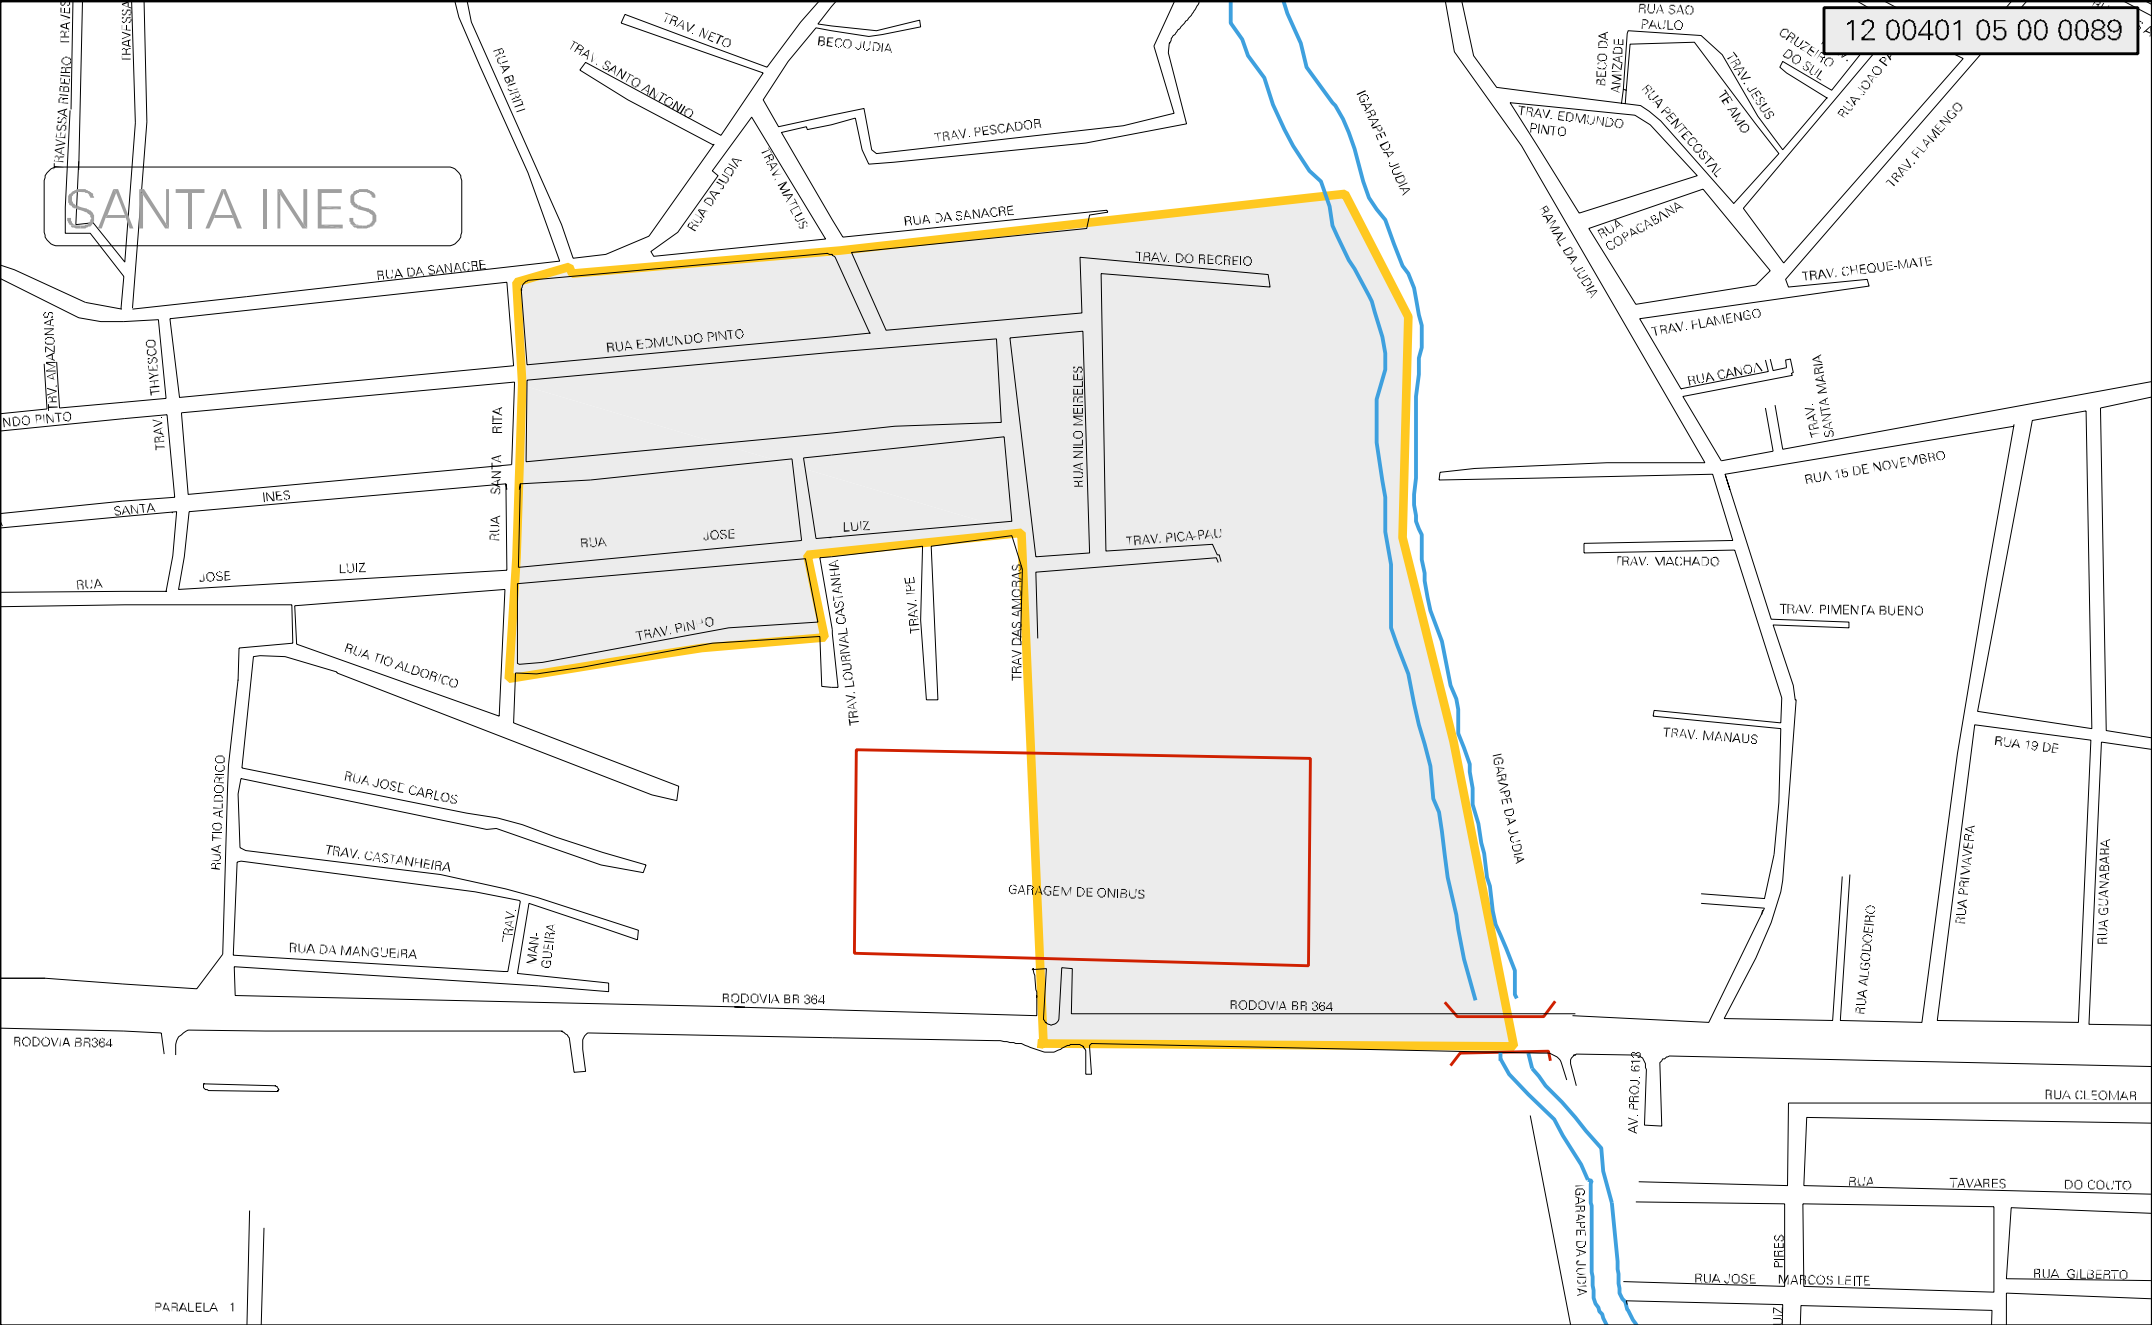 12 00401 05 00 0089
SANTA INES
TRAVESSA RIBEIRO
RUA BURITI
TRAV. NETO
TRAV. SANTO ANTONIO
BECO JUDIA
TRAV. PESCADOR
RUA DA JUDIA
TRAV. MATEUS
RUA DA SANACRE
RUA DA SANACRE
IGARAPE DA JUDIA
RUA SAO
PAULO
BECO DA
AMIZADE
TRAV. JESUS
TE AMO
CRUZEIRO
DO SUL
TRAV. EDMUNDO
PINTO
RUA PENTECOSTAL
TRAV. FLAMENGO
RUA
COPACABANA
RAMAL DA JUDIA
TRAV. CHEQUE-MATE
TRAV. FLAMENGO
RUA CANOA
TRAV.
SANTA MARIA
RUA 15 DE NOVEMBRO
TRAV. DO RECREIO
RUA EDMUNDO PINTO
TRV. AMAZONAS
THYESCO
TRAV.
NDO PINTO
RUA SANTA RITA
RUA NILO MEIRELES
SANTA INES
RUA JOSE LUIZ
RUA JOSE LUIZ
TRAV. PICA-PAU
TRAV. LOURIVAL CASTANHA
TRAV. IPE
TRAV DAS AMORAS
TRAV. MACHADO
TRAV. PIMENTA BUENO
RUA TIO ALDORICO
RUA TIO ALDORICO
TRAV. MANAUS
RUA 19 DE
RUA JOSE CARLOS
TRAV. CASTANHEIRA
TRAV.
MAN-
GUEIRA
RUA DA MANGUEIRA
GARAGEM DE ONIBUS
IGARAPE DA JUDIA
RUA PRIMAVERA
RUA GUANABARA
RUA ALGODOEIRO
RODOVIA BR 364
RODOVIA BR 364
RODOVIA BR364
AV. PROJ. 613
RUA CLEOMAR
RUA TAVARES DO COUTO
IGARAPE DA JUDIA
PIRES
RUA JOSE MARCOS LEITE
RUA GILBERTO
PARALELA 1